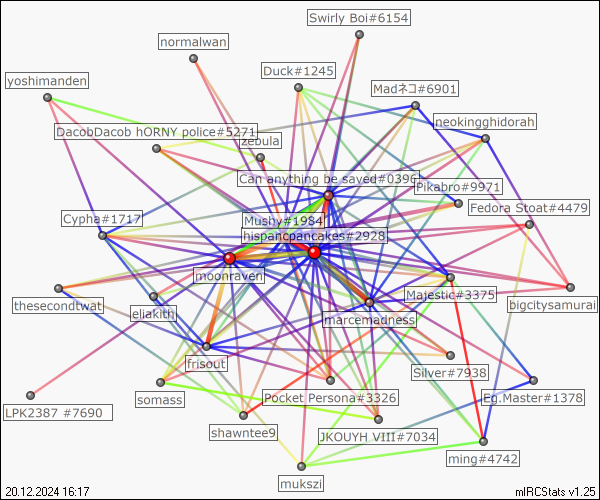 Swirly Boi#6154
normalwan
Duck#1245
yoshimanden
Madネコ#6901
neokingghidorah
DacobDacob hORNY police#5271
zebula
Can anything be saved#0396
Pikabro#9971
Fedora Stoat#4479
Cypha#1717
Mushy#1984
hispanicpancakes#2928
moonraven
Majestic#3375
bigcitysamurai
thesecondtwat
eliakith
marcemadness
frisout
Silver#7938
somass
Pocket Persona#3326
Eg.Master#1378
LPK2387 #7690
shawntee9
JKOUYH VIII#7034
ming#4742
mukszi
20.12.2024 16:17
mIRCStats v1.25